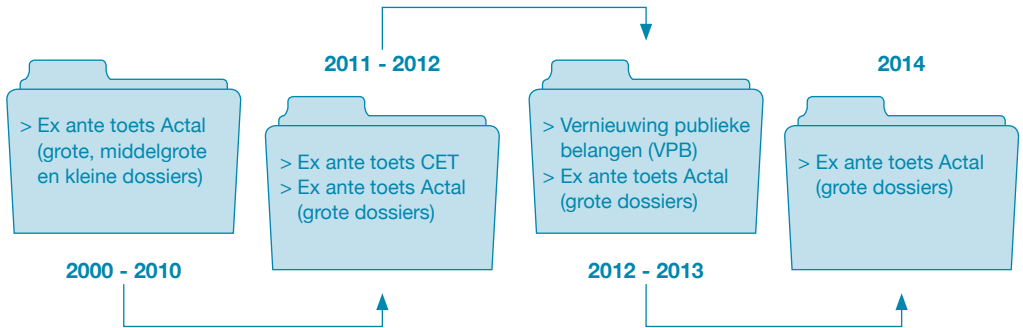 > Ex ante toets Actal
(grote, middelgrote
en kleine dossiers)
2000 - 2010
2011 - 2012
> Ex ante toets CET
> Ex ante toets Actal
(grote dossiers)
> Vernieuwing publieke
belangen (VPB)
> Ex ante toets Actal
(grote dossiers)
2012 - 2013
2014
> Ex ante toets Actal
(grote dossiers)